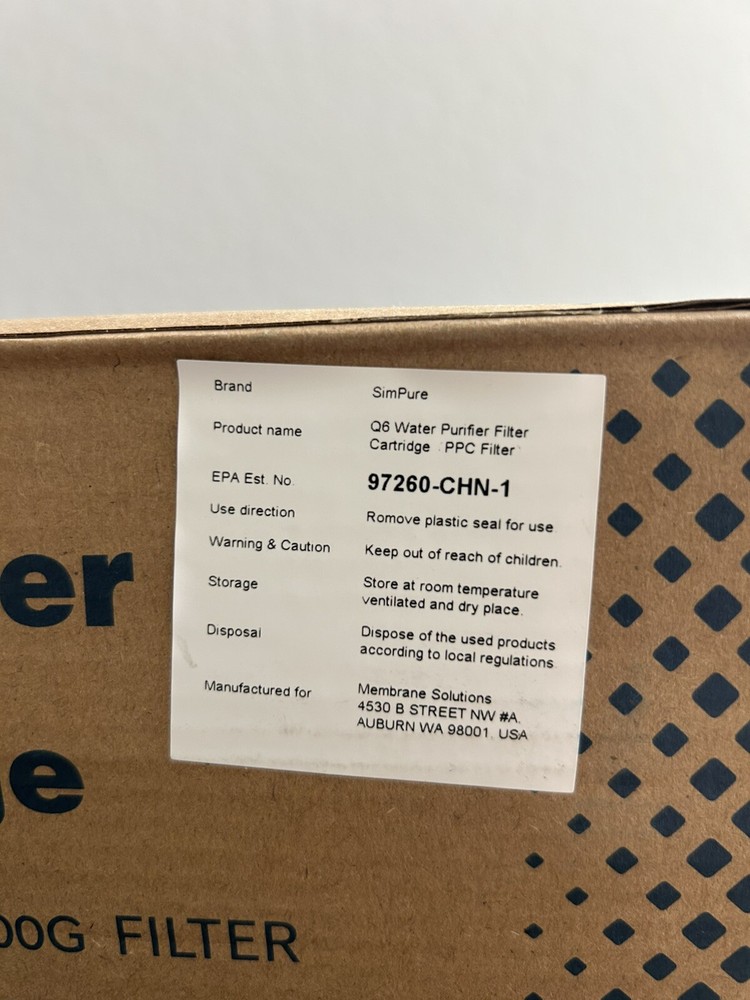 Brand SimPure
Product name Q6 Water Purifier Filter
Cartridge PPC Filter
EPA Est. No. 97260-CHN-1
Use direction Romove plastic seal for use
Warning & Caution Keep out of reach of children.
Storage Store at room temperature
ventilated and dry place.
Disposal Dispose of the used products
according to local regulations
Manufactured for Membrane Solutions
4530 B STREET NW #A.
AUBURN WA 98001, USA
er
e
00G FILTER